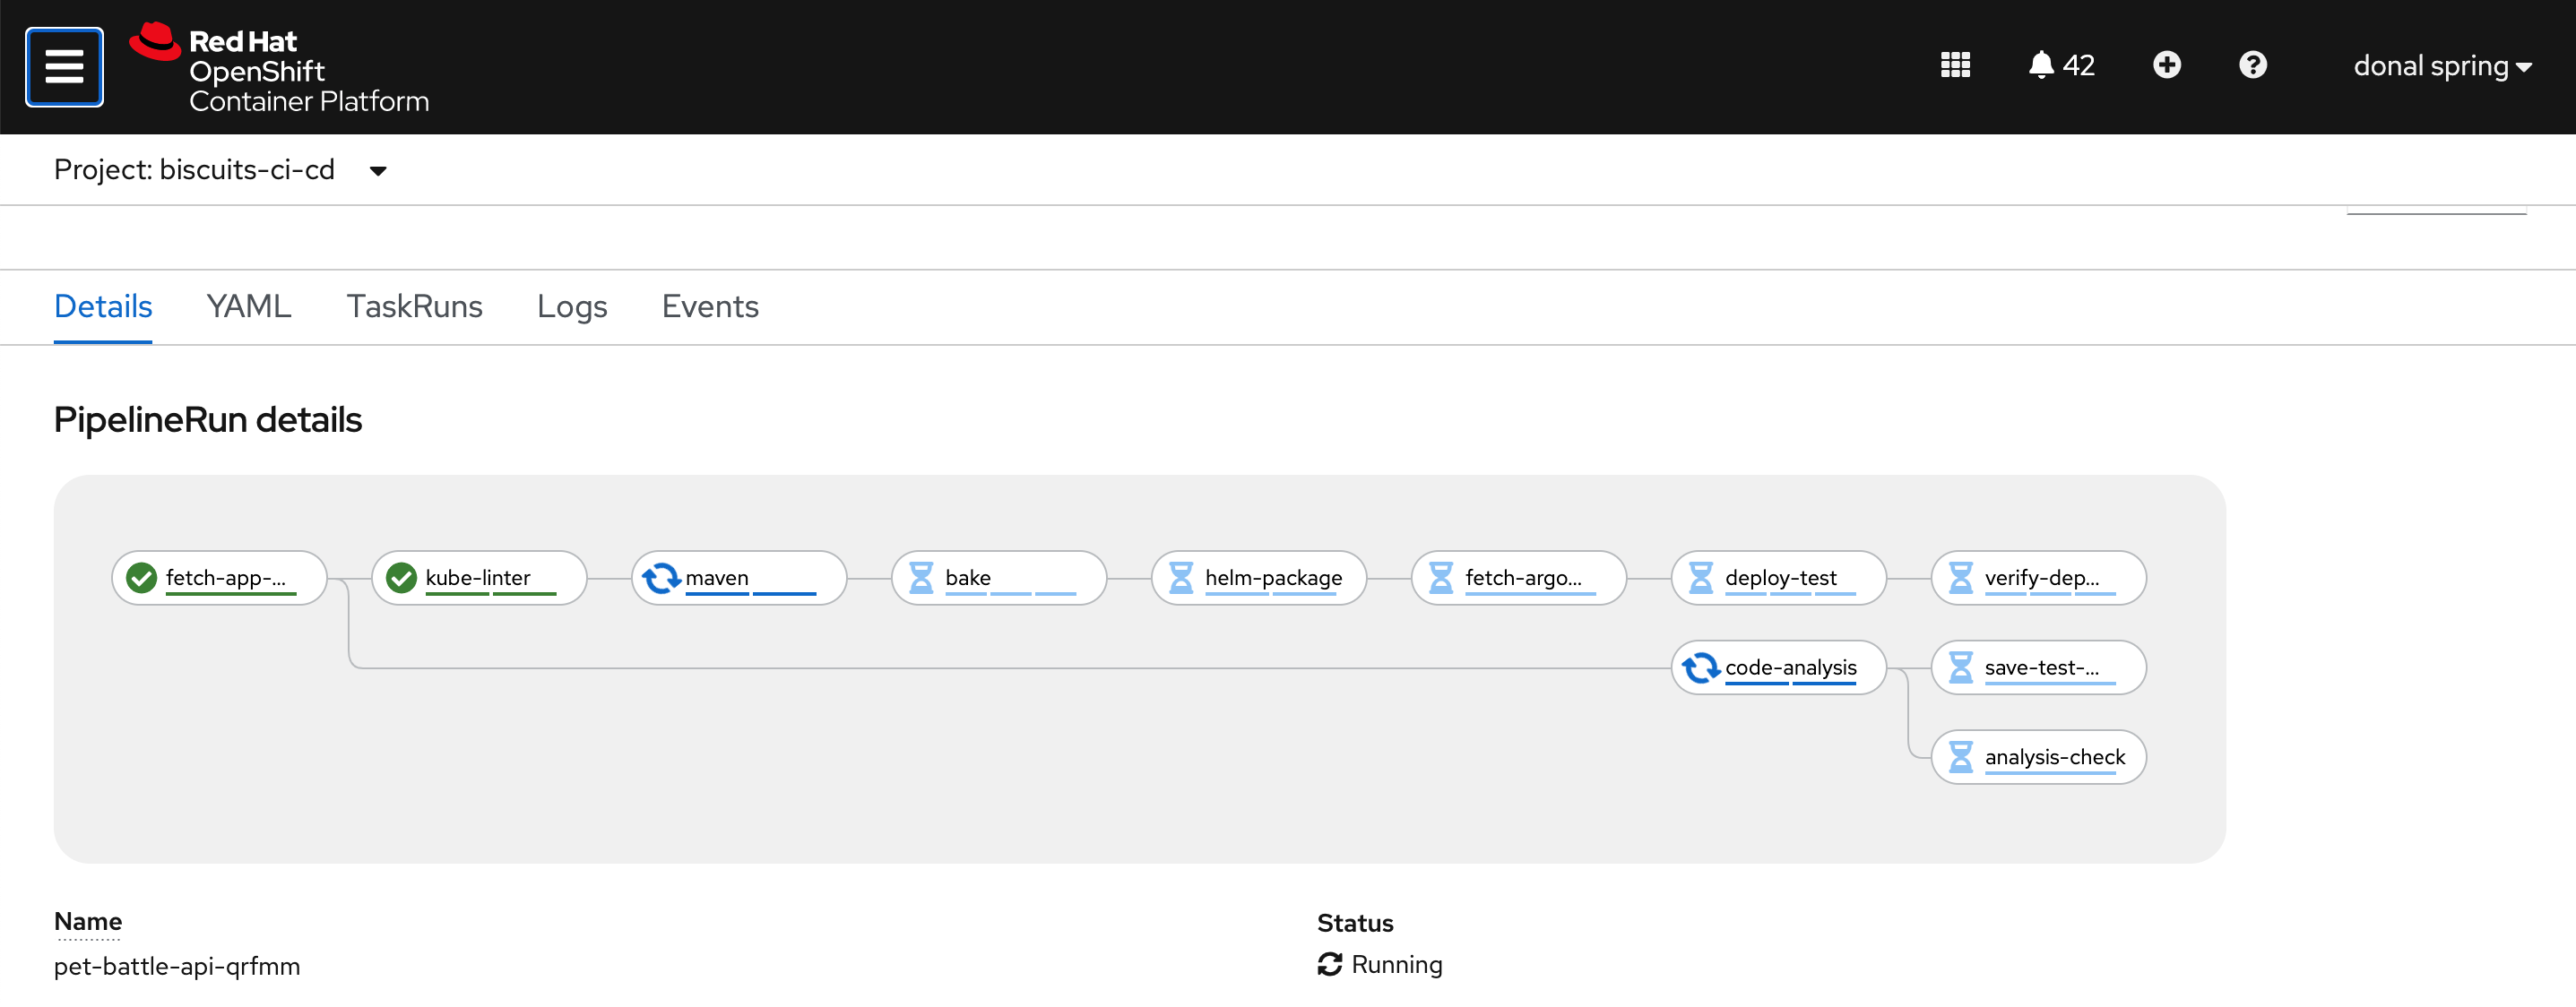 Red Hat
OpenShift
Container Platform
42
donal spring
Project: biscuits-ci-cd
Details YAML TaskRuns Logs Events
PipelineRun details
fetch-app-... kube-linter maven bake helm-package fetch-argo... deploy-test verify-dep...
code-analysis save-test-...
analysis-check
Name
pet-battle-api-qrfmm
Status
Running